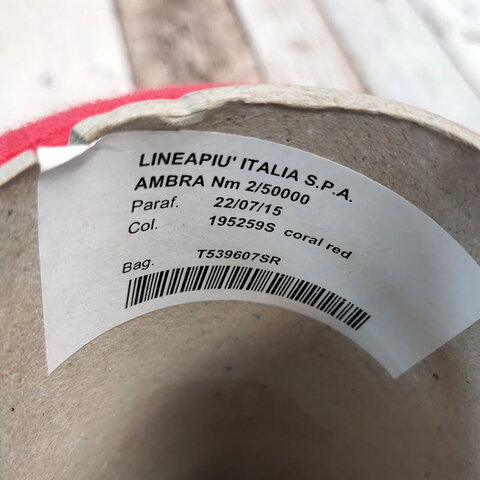 LINEAPIU' ITALIA S.P.A.
AMBRA Nm 2/50000
Paraf. 22/07/15
Col. 195259S coral red
Bag. T539607SR